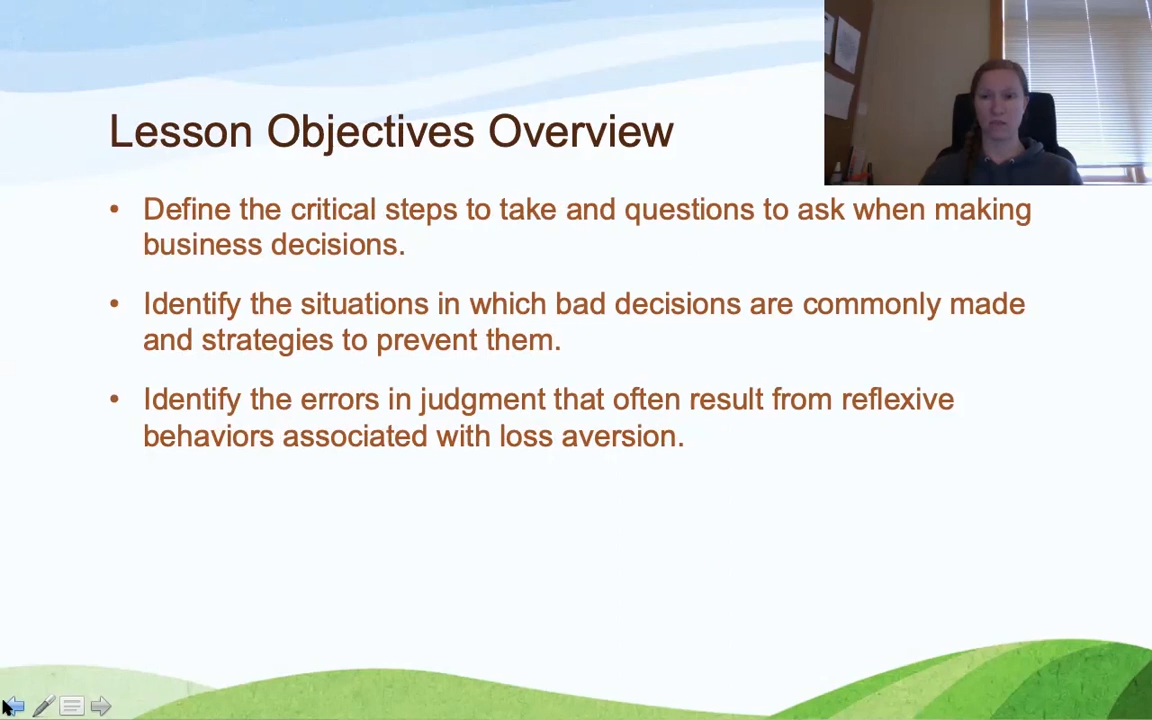 Lesson Objectives Overview
• Define the critical steps to take and questions to ask when making
business decisions.
• Identify the situations in which bad decisions are commonly made
and strategies to prevent them.
• Identify the errors in judgment that often result from reflexive
behaviors associated with loss aversion.